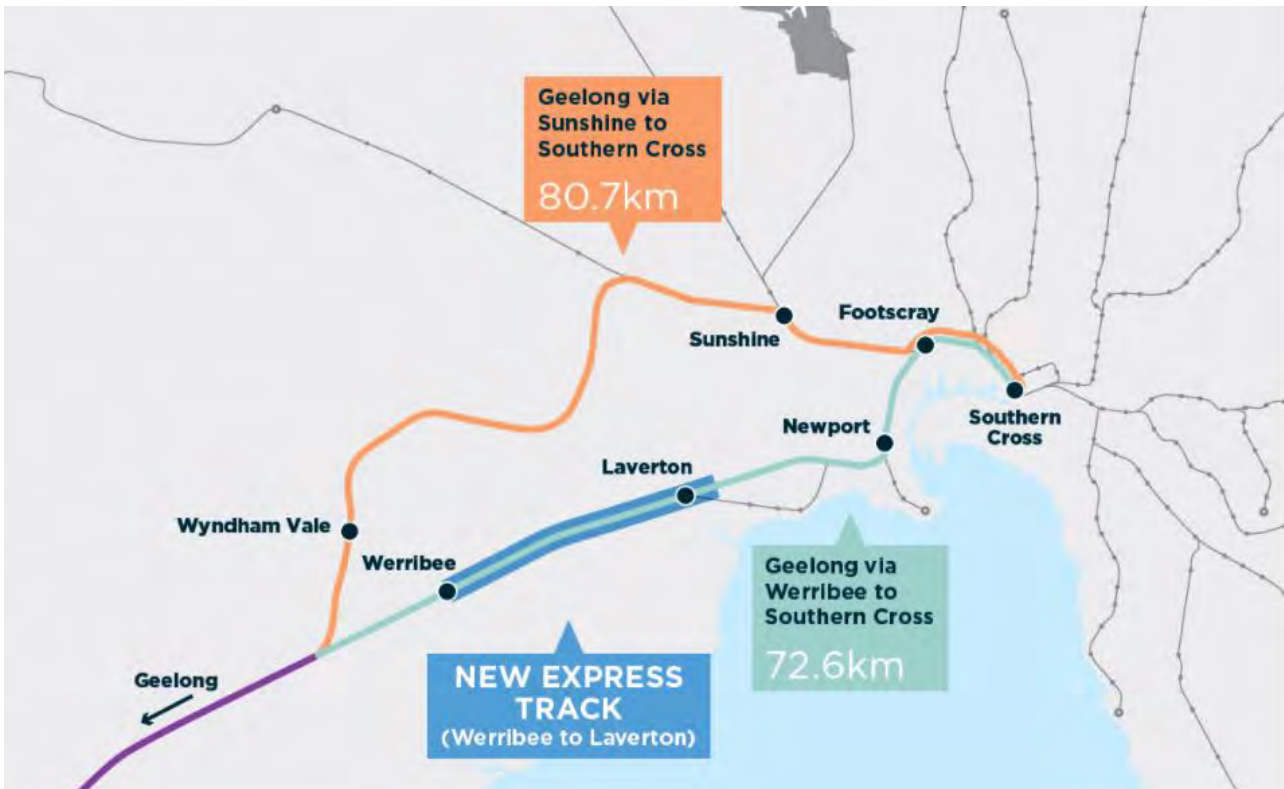 Geelong via
Sunshine to
Southern Cross
80.7km
Footscray
Sunshine
Newport
Southern
Cross
Laverton
Wyndham Vale
Werribee
Geelong via
Werribee to
Southern Cross
72.6km
NEW EXPRESS
TRACK
(Werribee to Laverton)
Geelong